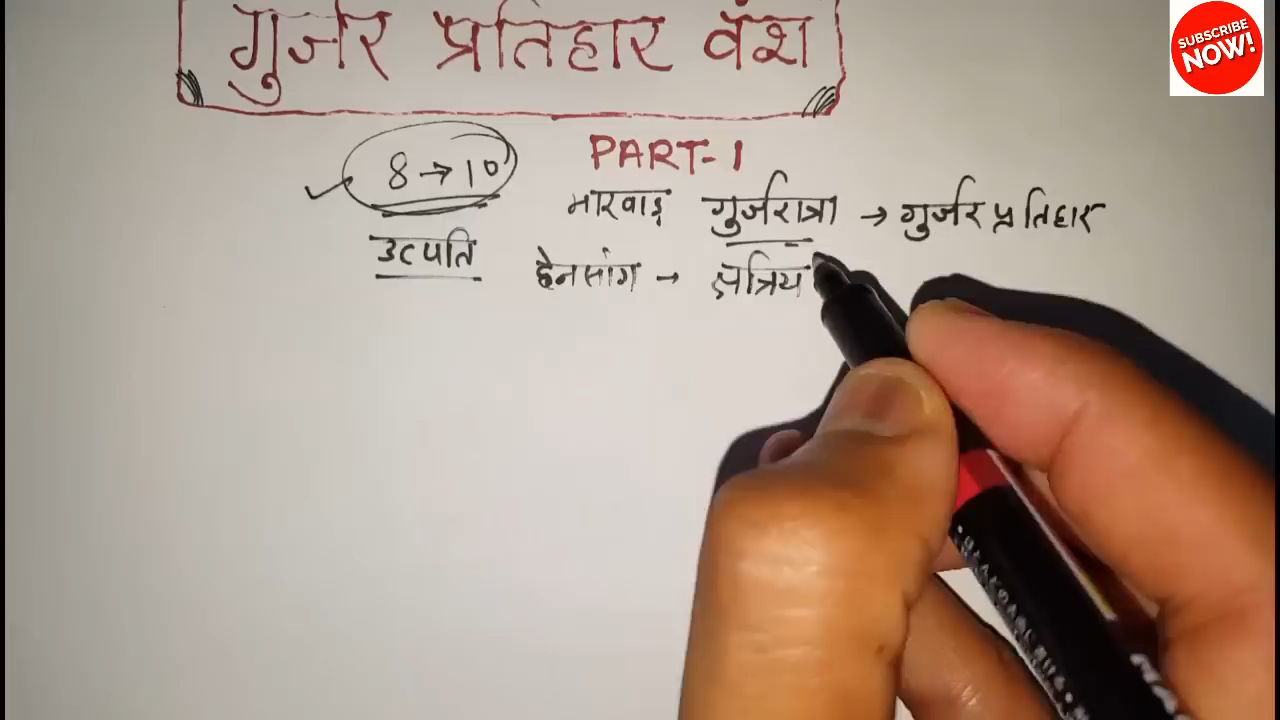 गुर्जर प्रतिहार वंश
SUBSCRIBE
NOW!
PART-1
8→10
मारवाड़ गुर्जरात्रा → गुर्जर प्रतिहार
उत्पति
ह्वेनसांग → क्षत्रिय